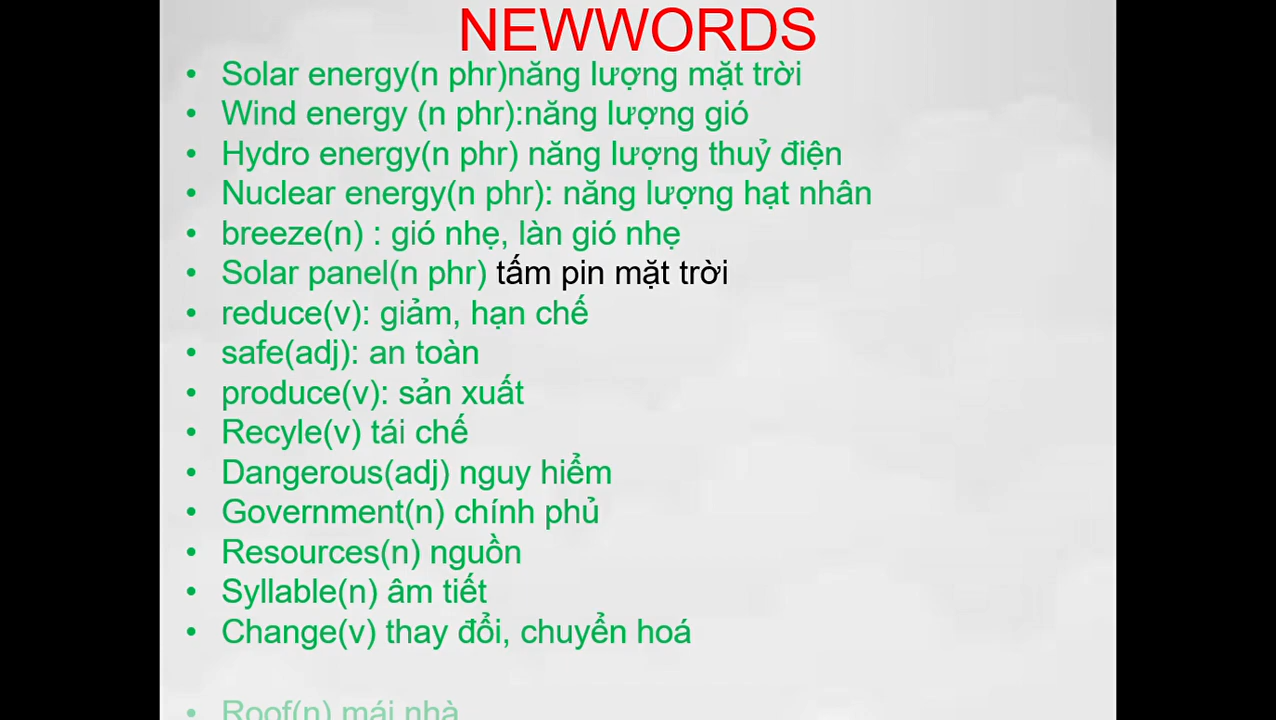 NEWWORDS
• Solar energy(n phr)năng lượng mặt trời
• Wind energy (n phr):năng lượng gió
• Hydro energy(n phr) năng lượng thuỷ điện
• Nuclear energy(n phr): năng lượng hạt nhân
• breeze(n) : gió nhẹ, làn gió nhẹ
• Solar panel(n phr) tấm pin mặt trời
• reduce(v): giảm, hạn chế
• safe(adj): an toàn
• produce(v): sản xuất
• Recyle(v) tái chế
• Dangerous(adj) nguy hiểm
• Government(n) chính phủ
• Resources(n) nguồn
• Syllable(n) âm tiết
• Change(v) thay đổi, chuyển hoá
• Roof(n) mái nhà